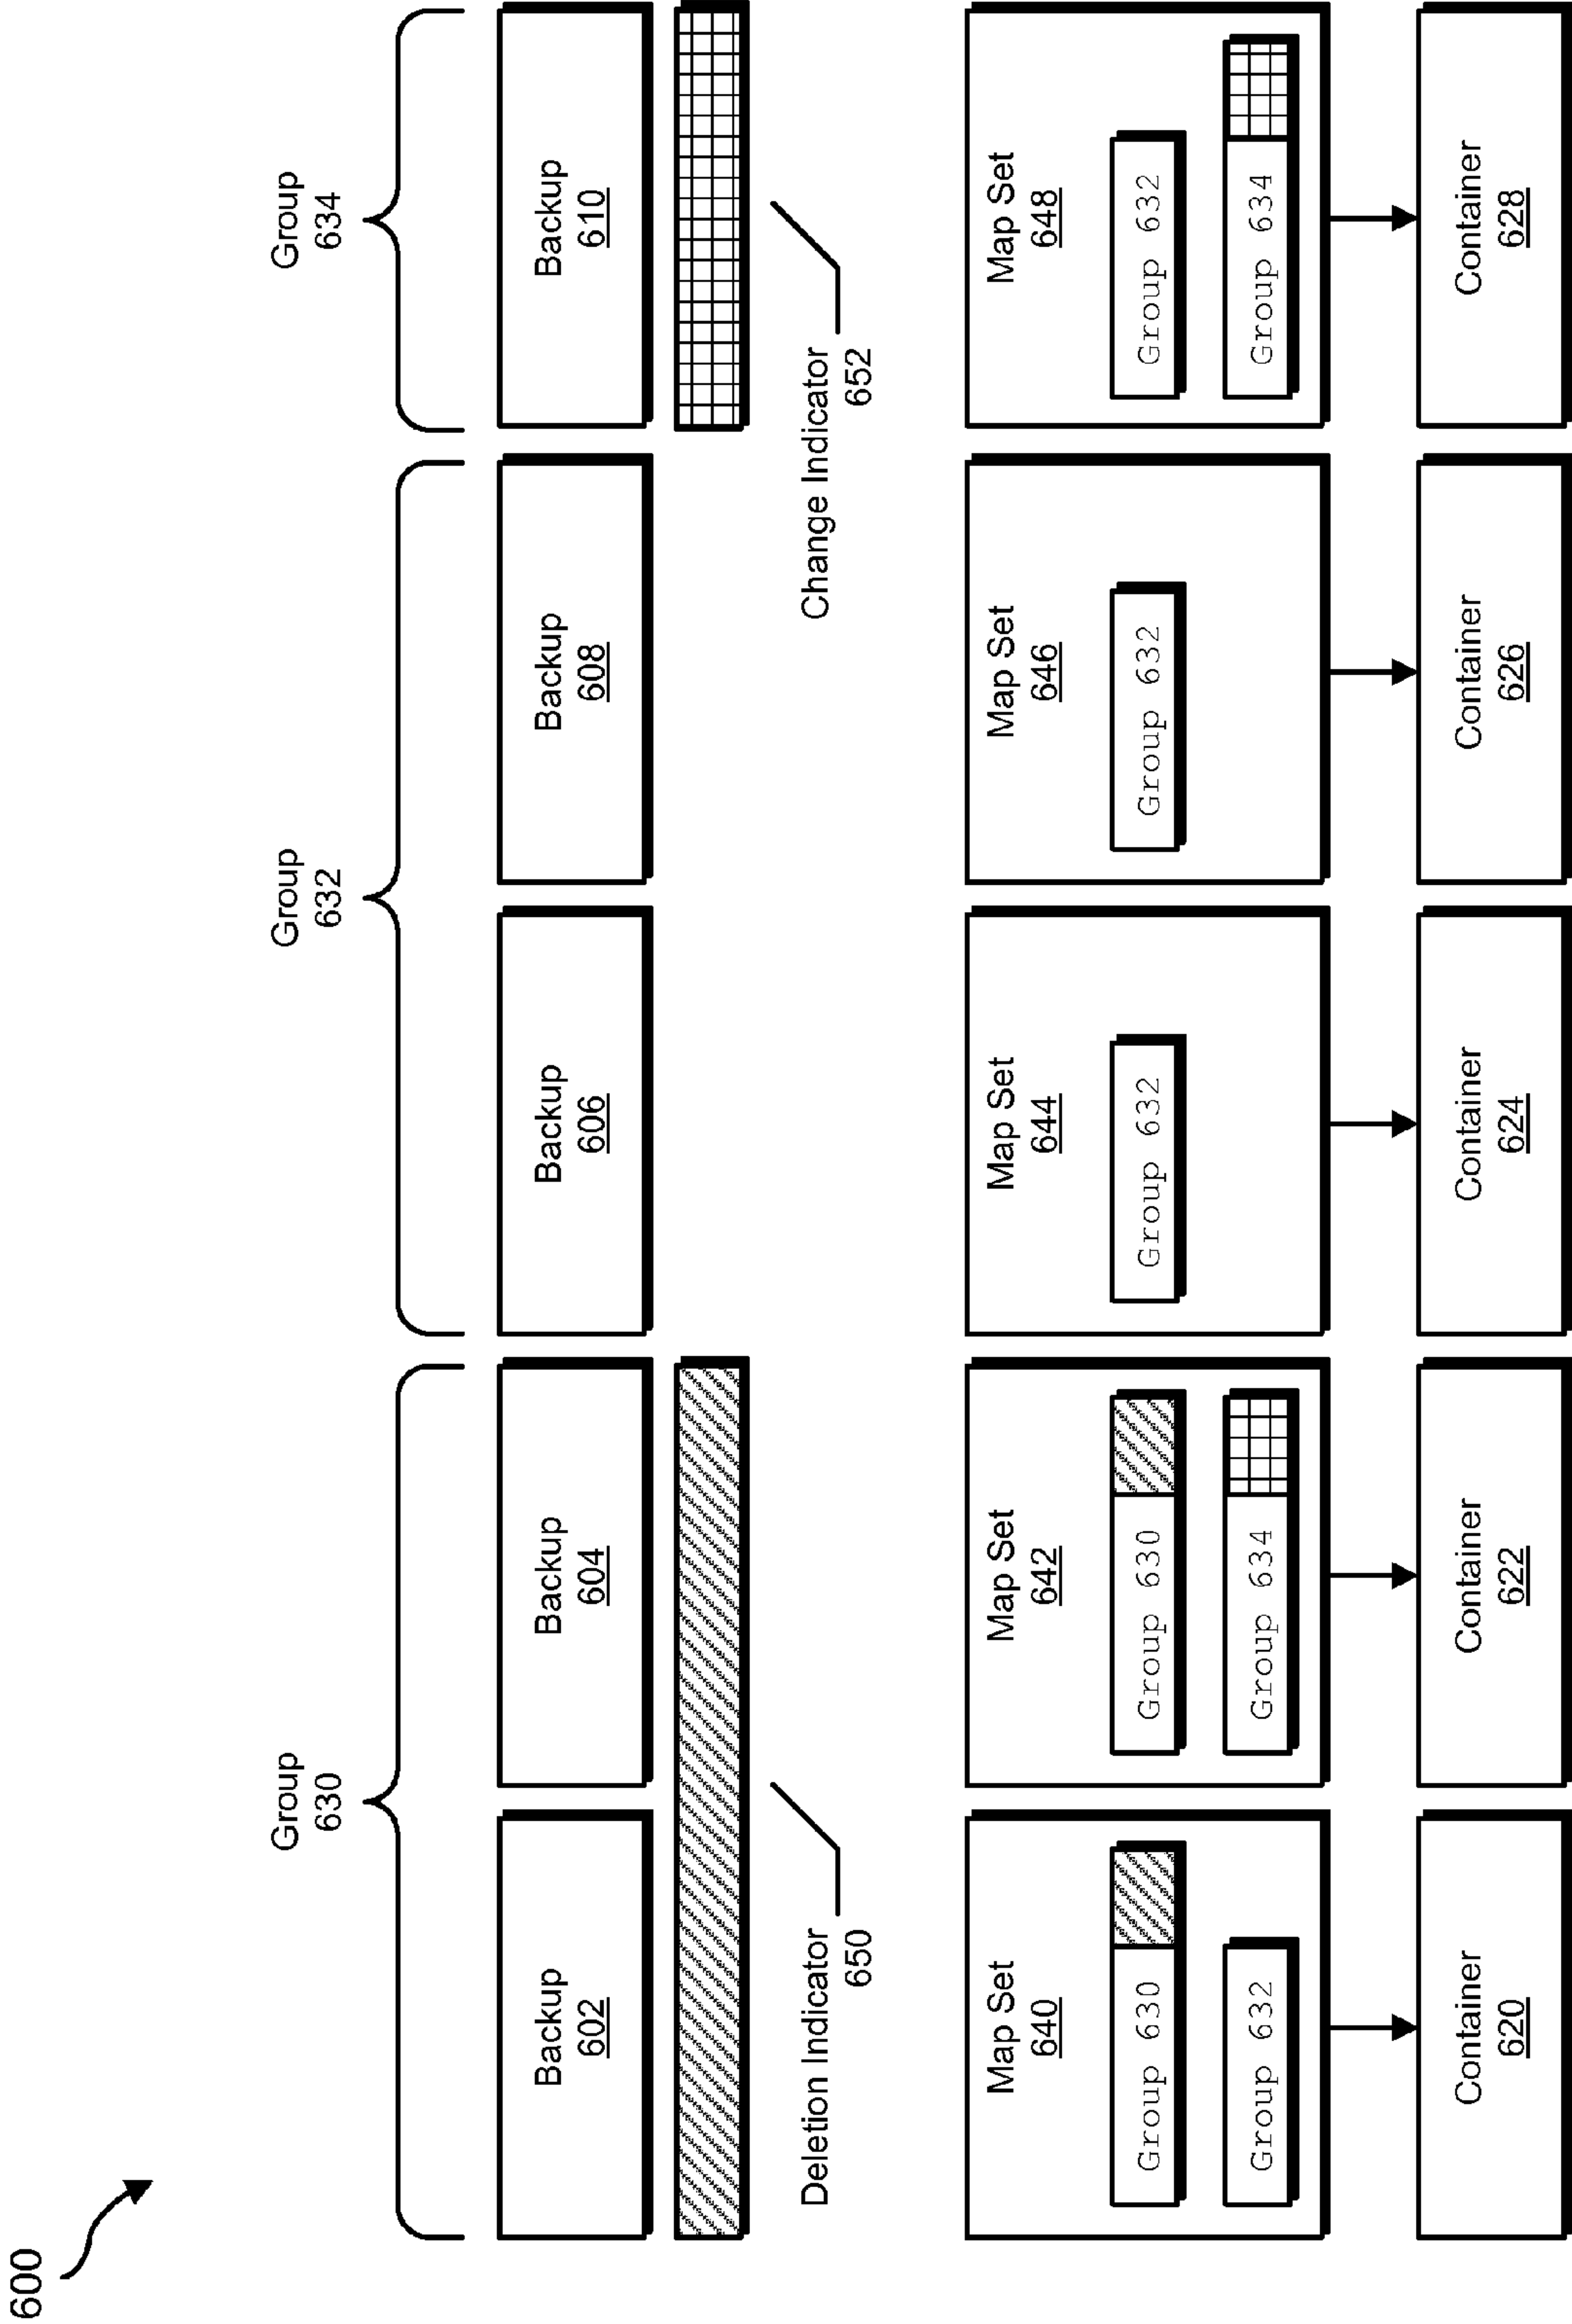 600
Group
630
Group
632
Group
634
Backup
602
Backup
604
Backup
606
Backup
608
Backup
610
Deletion Indicator
650
Change Indicator
652
Map Set
640
Group 630
Group 632
Map Set
642
Group 630
Group 634
Map Set
644
Group 632
Map Set
646
Group 632
Map Set
648
Group 632
Group 634
Container
620
Container
622
Container
624
Container
626
Container
628